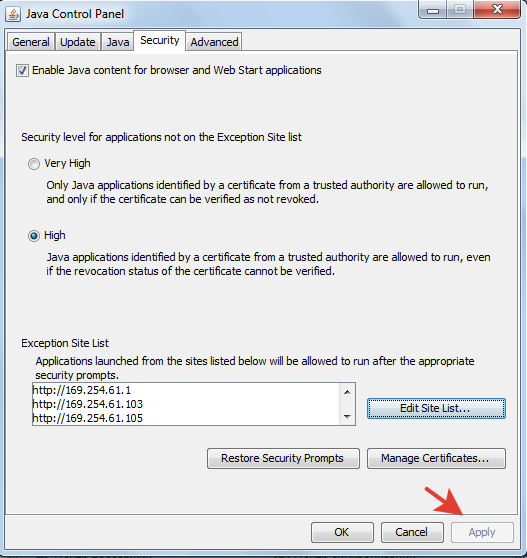 Java Control Panel
General
Update
Java
Security
Advanced
Enable Java content for browser and Web Start applications
Security level for applications not on the Exception Site list
Very High
Only Java applications identified by a certificate from a trusted authority are allowed to run,
and only if the certificate can be verified as not revoked.
High
Java applications identified by a certificate from a trusted authority are allowed to run, even
if the revocation status of the certificate cannot be verified.
Exception Site List
Applications launched from the sites listed below will be allowed to run after the appropriate
security prompts.
http://169.254.61.1
http://169.254.61.103
http://169.254.61.105
Edit Site List...
Restore Security Prompts
Manage Certificates...
OK
Cancel
Apply